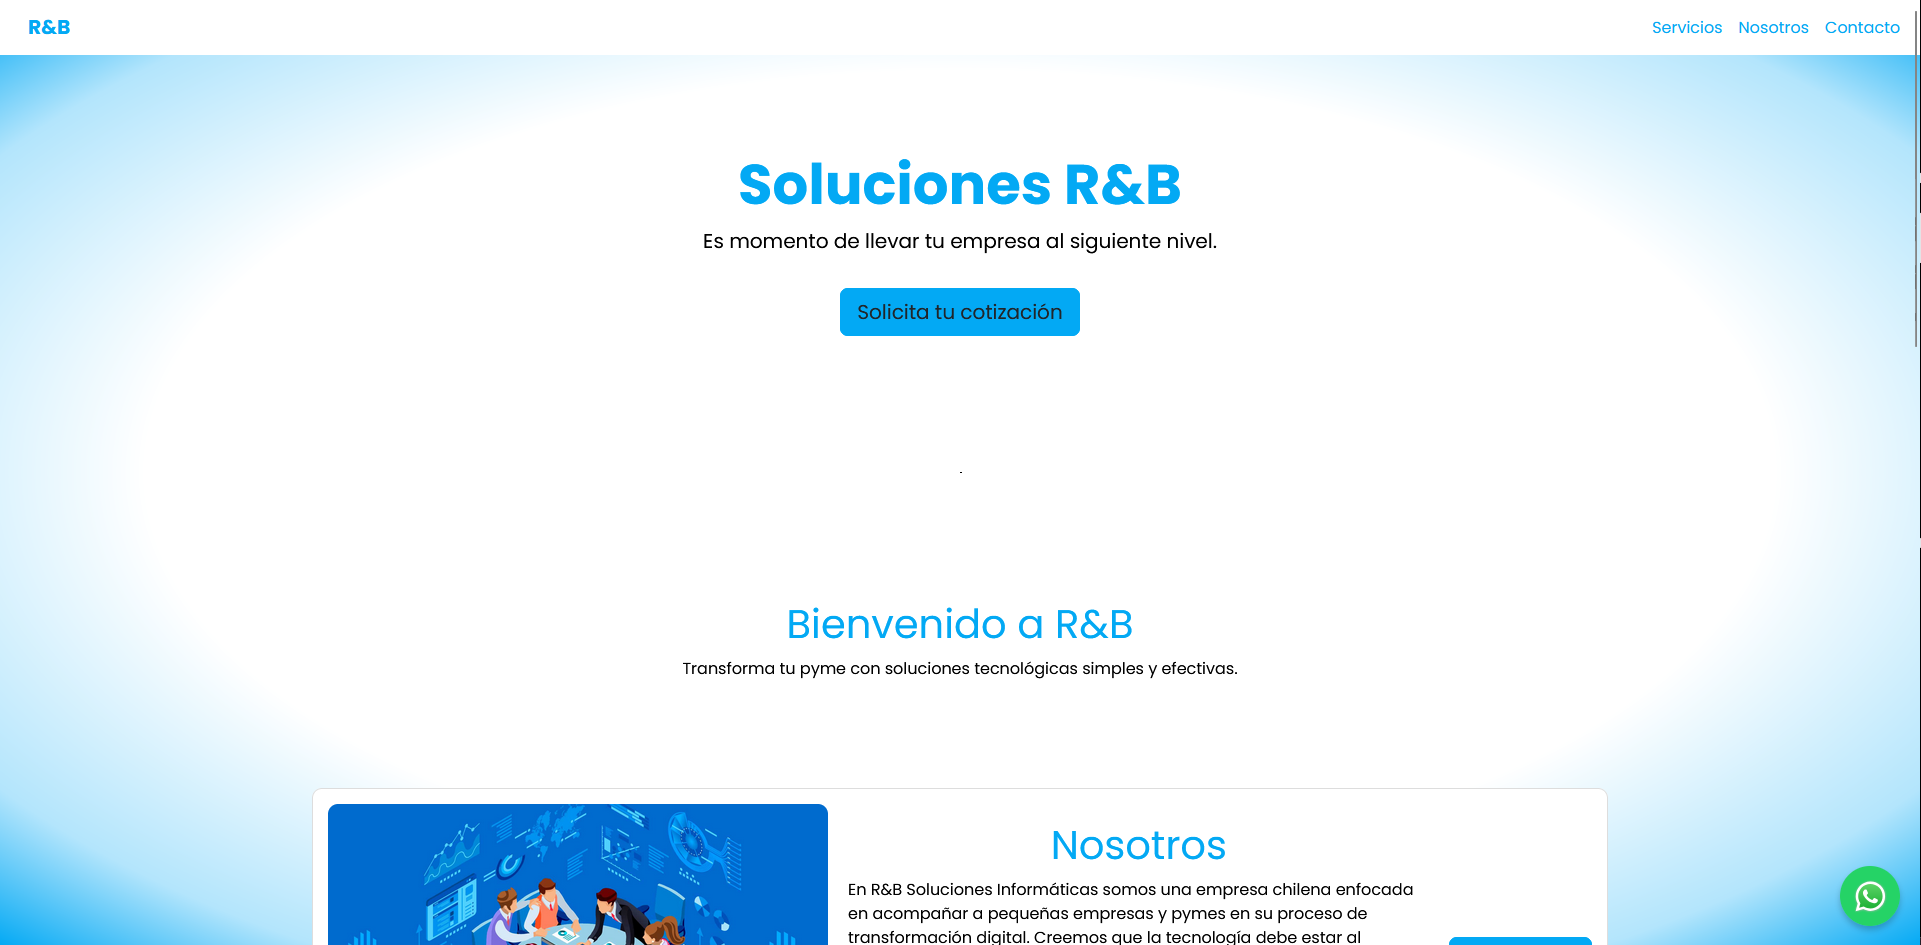 R&B
Servicios Nosotros Contacto
Soluciones R&B
Es momento de llevar tu empresa al siguiente nivel.
Solicita tu cotización
.
Bienvenido a R&B
Transforma tu pyme con soluciones tecnológicas simples y efectivas.
Nosotros
En R&B Soluciones Informáticas somos una empresa chilena enfocada
en acompañar a pequeñas empresas y pymes en su proceso de
transformación digital. Creemos que la tecnología debe estar al